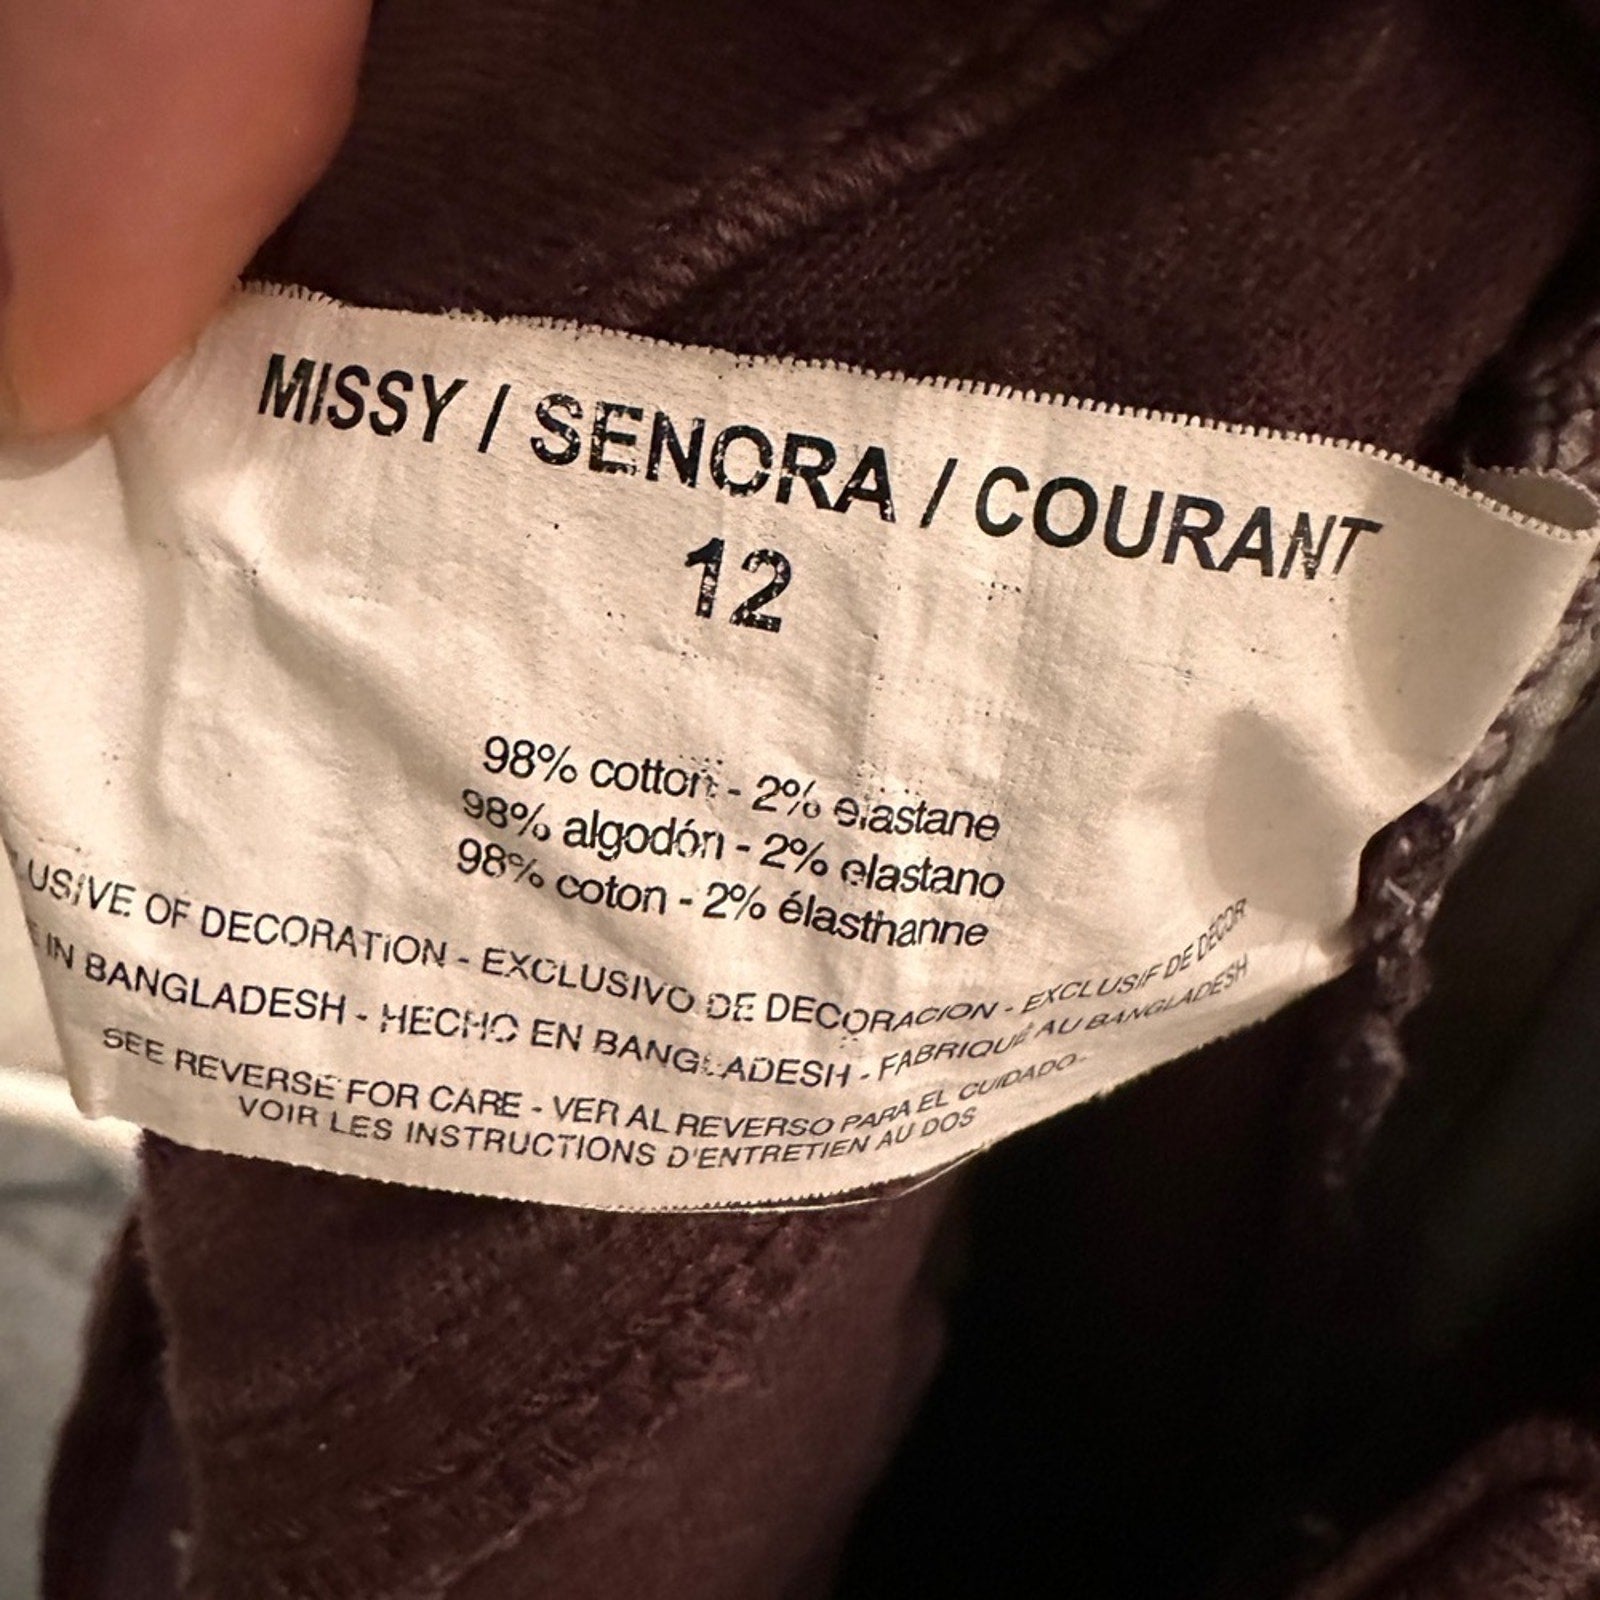 MISSY / SENORA / COURANT
12
98% cotton - 2% elastane
98% algodón - 2% elastano
98% coton - 2% élasthanne
USIVE OF DECORATION - EXCLUSIVO DE DECORACION - EXCLUSIF DE DECOR
E IN BANGLADESH - HECHO EN BANGLADESH - FABRIQUÉ AU BANGLADESH
SEE REVERSE FOR CARE - VER AL REVERSO PARA EL CUIDADO-
VOIR LES INSTRUCTIONS D'ENTRETIEN AU DOS